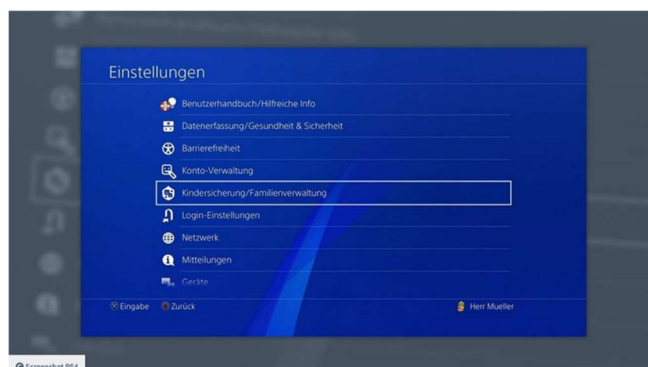 Einstellungen
Benutzerhandbuch/Hilfreiche Info
Datenerfassung/Gesundheit & Sicherheit
Barrierefreiheit
Konto-Verwaltung
Kindersicherung/Familienverwaltung
Login-Einstellungen
Netzwerk
Mitteilungen
Geräte
Eingabe Zurück Herr Mueller
Screenshot PS4